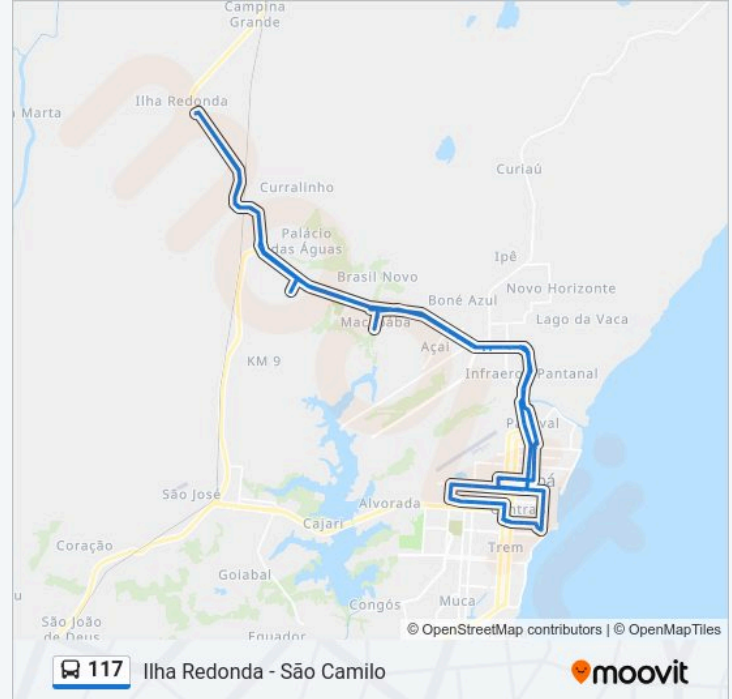 Campina
Grande
Ilha Redonda
Marta
Curralinho
Curiaú
Palácio
das Águas
Ipê
Brasil Novo
Novo Horizonte
Boné Azul
Lago da Vaca
Açaí
KM 9
Infraero
Pantanal
São José
Alvorada
Central
Cajari
Coração
Trem
Goiabal
Congós
Muca
São João
de Deus
Equador
© OpenStreetMap contributors | © OpenMapTiles
117 Ilha Redonda - São Camilo
moovit